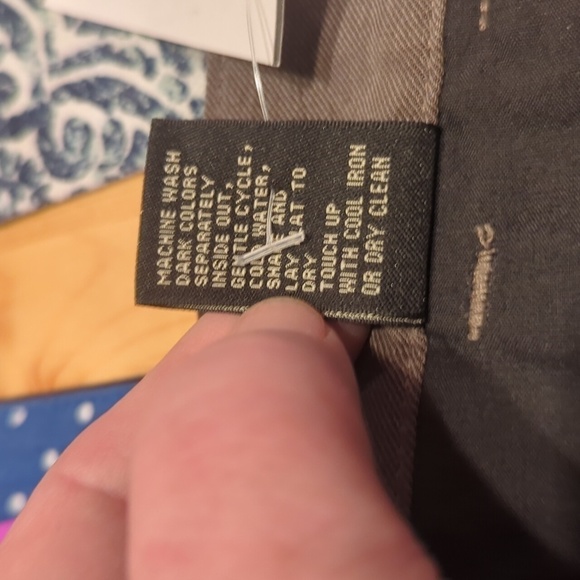 MACHINE WASH
DARK COLORS
SEPARATELY
INSIDE OUT,
GENTLE CYCLE,
COLD WATER,
SHAPE AND
LAY FLAT TO
DRY
TOUCH UP
WITH COOL IRON
OR DRY CLEAN